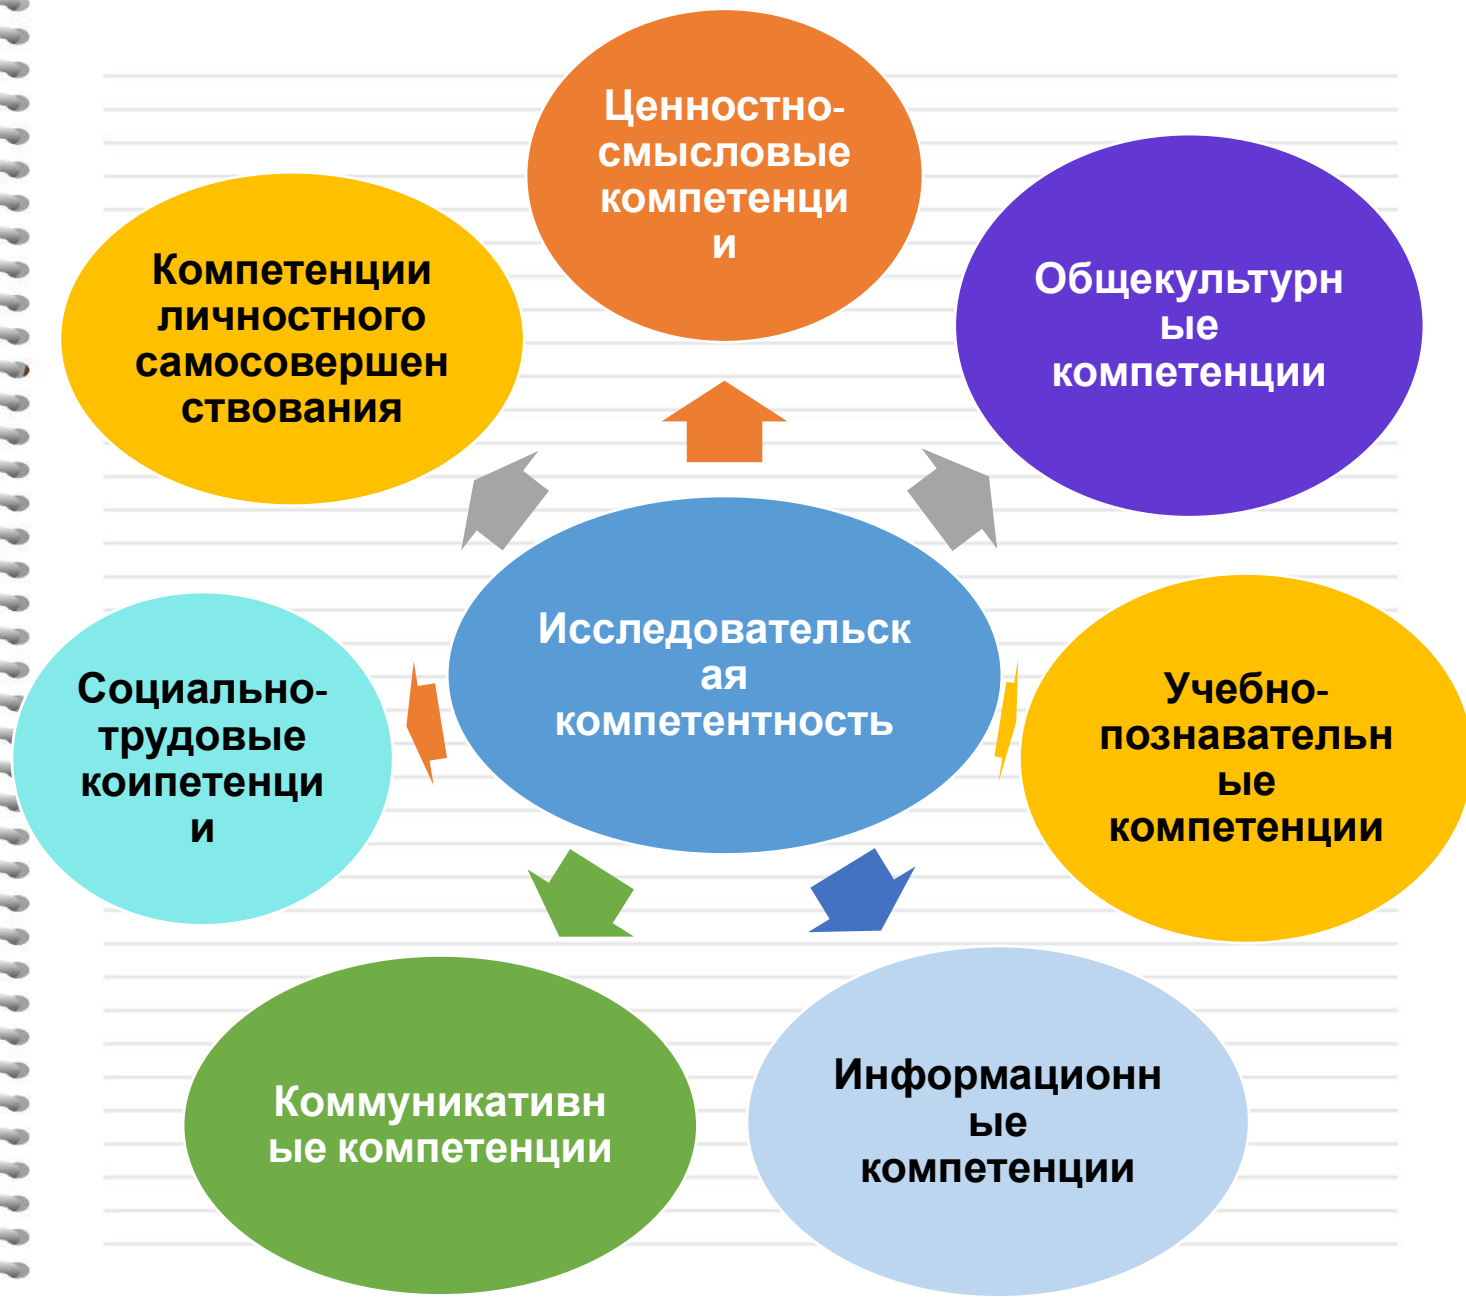 Ценностно-
смысловые
компетенци
и
Общекультурн
ые
компетенции
Компетенции
личностного
самосовершен
ствования
Исследовательск
ая
компетентность
Социально-
трудовые
коипетенци
и
Учебно-
познавательн
ые
компетенции
Коммуникативн
ые компетенции
Информационн
ые
компетенции